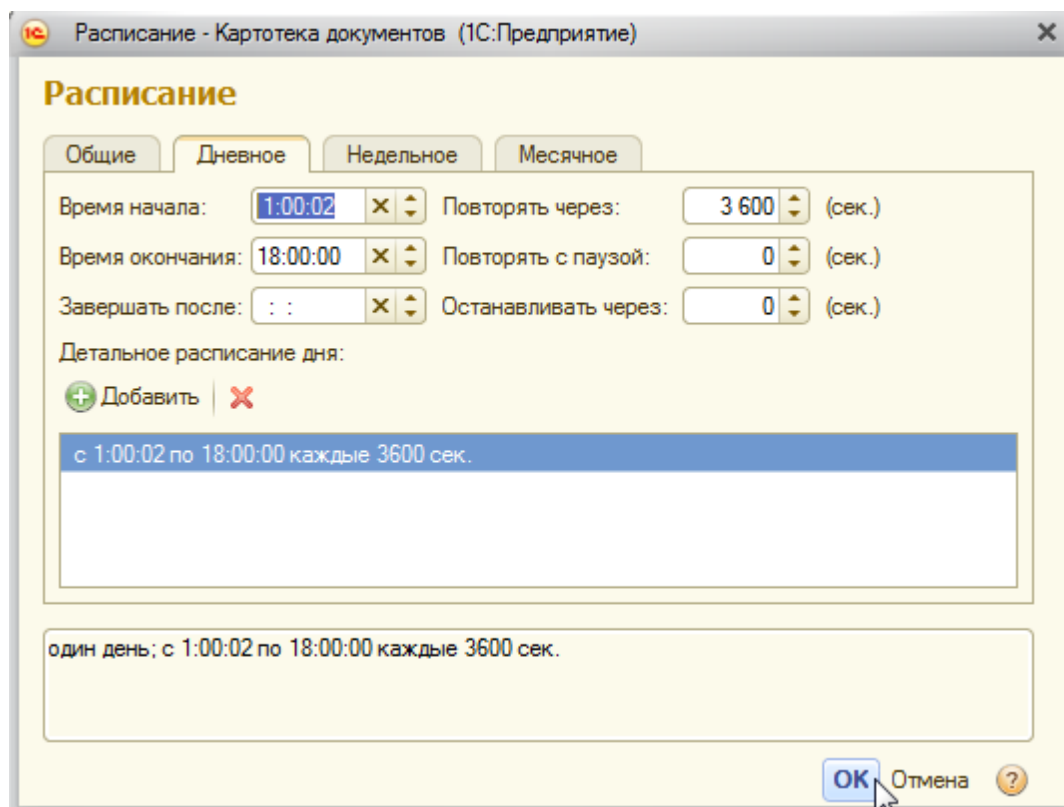 1С Расписание - Картотека документов (1С:Предприятие)
Расписание
Общие Дневное Недельное Месячное
Время начала: 1:00:02 Повторять через: 3 600 (сек.)
Время окончания: 18:00:00 Повторять с паузой: 0 (сек.)
Завершать после: : : Останавливать через: 0 (сек.)
Детальное расписание дня:
Добавить
с 1:00:02 по 18:00:00 каждые 3600 сек.
один день; с 1:00:02 по 18:00:00 каждые 3600 сек.
OK Отмена ?